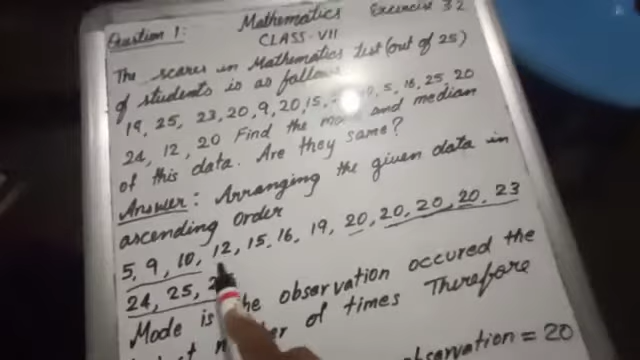 Mathematics Excercise 3.2
Question 1: CLASS-VII
The scores in Mathematics test (out of 25)
of students is as follows
19, 25, 23, 20, 9, 20, 15, 5, 16, 25, 20
24, 12, 20 Find the and median
of this data. Are they same?
Answer: Arranging the given data in
ascending order
5, 9, 10, 12, 15, 16, 19, 20, 20, 20, 20, 23
24, 25,
Mode is the observation occured the
of times Therefore
observation = 20